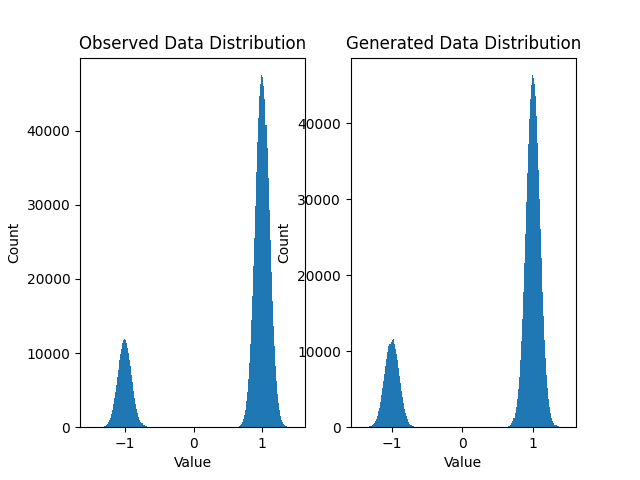 Observed Data Distribution
Count
40000
30000
20000
10000
0
−1 0 1
Value
Generated Data Distribution
Count
40000
30000
20000
10000
0
−1 0 1
Value